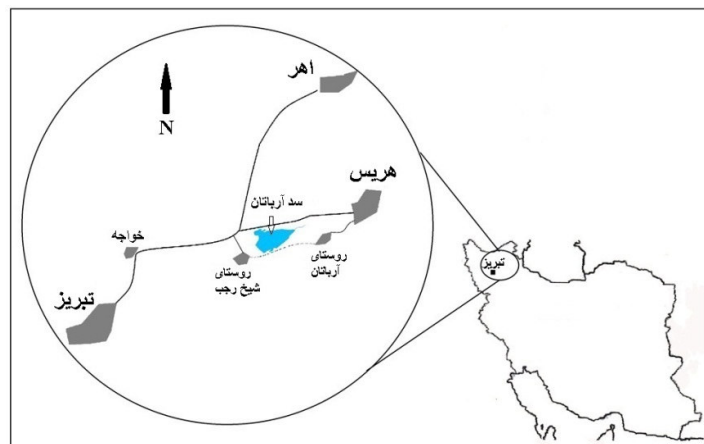 اهر
N
هریس
سد آرباتان
خواجه
روستای
آرباتان
روستای
شیخ رجب
تبریز
تبریز